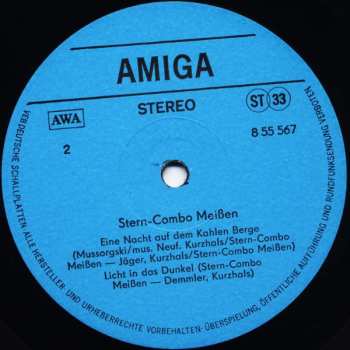 AMIGA
STEREO
AWA
ST 33
2
8 55 567
Stern-Combo Meißen
Eine Nacht auf dem Kahlen Berge
(Mussorgski/mus. Neuf. Kurzhals/Stern-Combo
Meißen – Jäger, Kurzhals/Stern-Combo Meißen)
Licht in das Dunkel (Stern-Combo
Meißen – Demmler, Kurzhals)
VEB DEUTSCHE SCHALLPLATTEN ALLE HERSTELLER- UND URHEBERRECHTE VORBEHALTEN. ÜBERSPIELUNG, ÖFFENTLICHE AUFFÜHRUNG UND RUNDFUNKSENDUNG VERBOTEN.